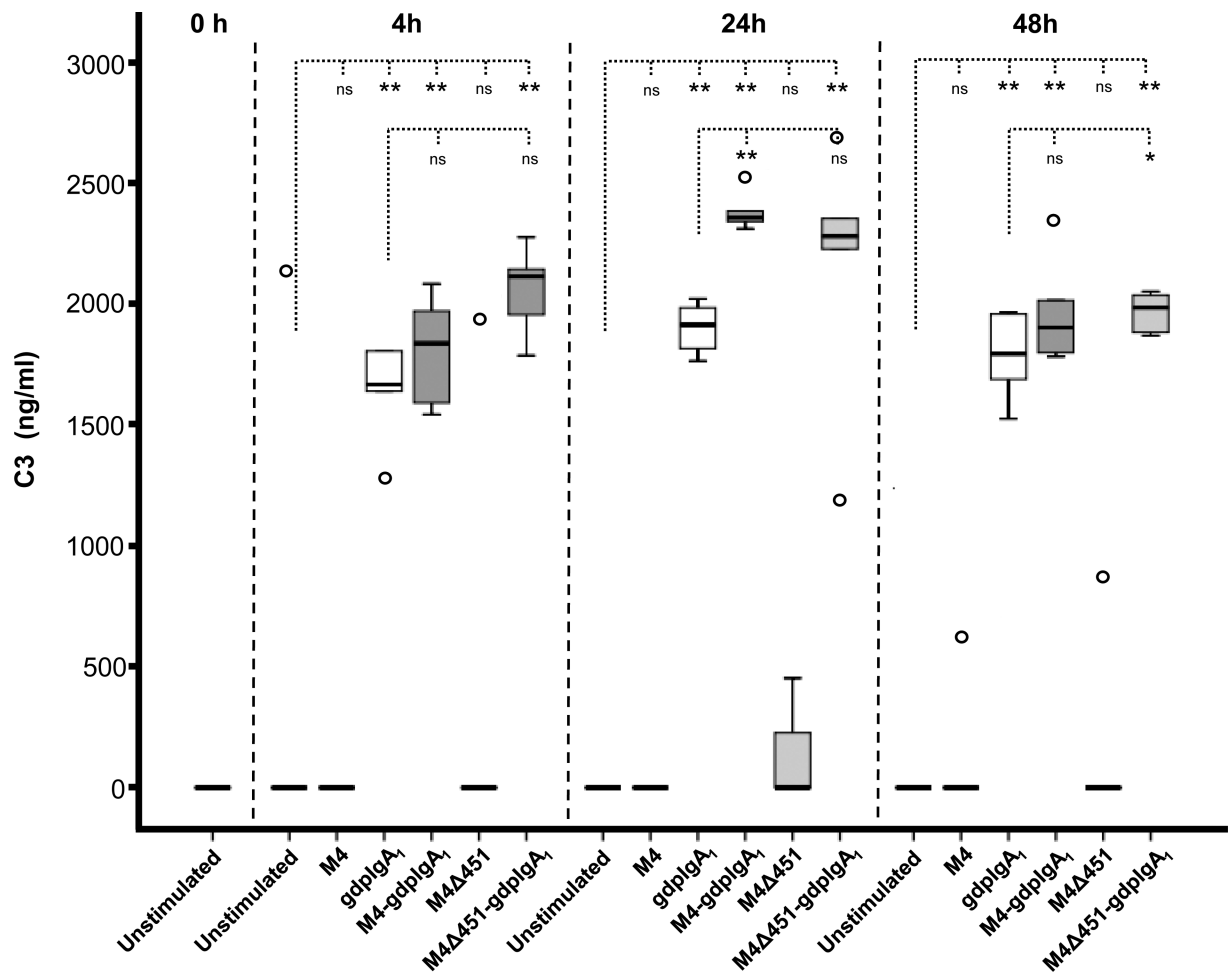 0 h 4h 24h 48h
3000
ns ** ** ns ** ns ** ** ns ** ns ** ** ns **
ns ns ** ns ns *
2500
2000
1500
1000
500
0
C3 (ng/ml)
Unstimulated
Unstimulated
M4
gdpIgA₁
M4-gdpIgA₁
M4Δ451
M4Δ451-gdpIgA₁
Unstimulated
M4
gdpIgA₁
M4-gdpIgA₁
M4Δ451
M4Δ451-gdpIgA₁
Unstimulated
M4
gdpIgA₁
M4-gdpIgA₁
M4Δ451
M4Δ451-gdpIgA₁